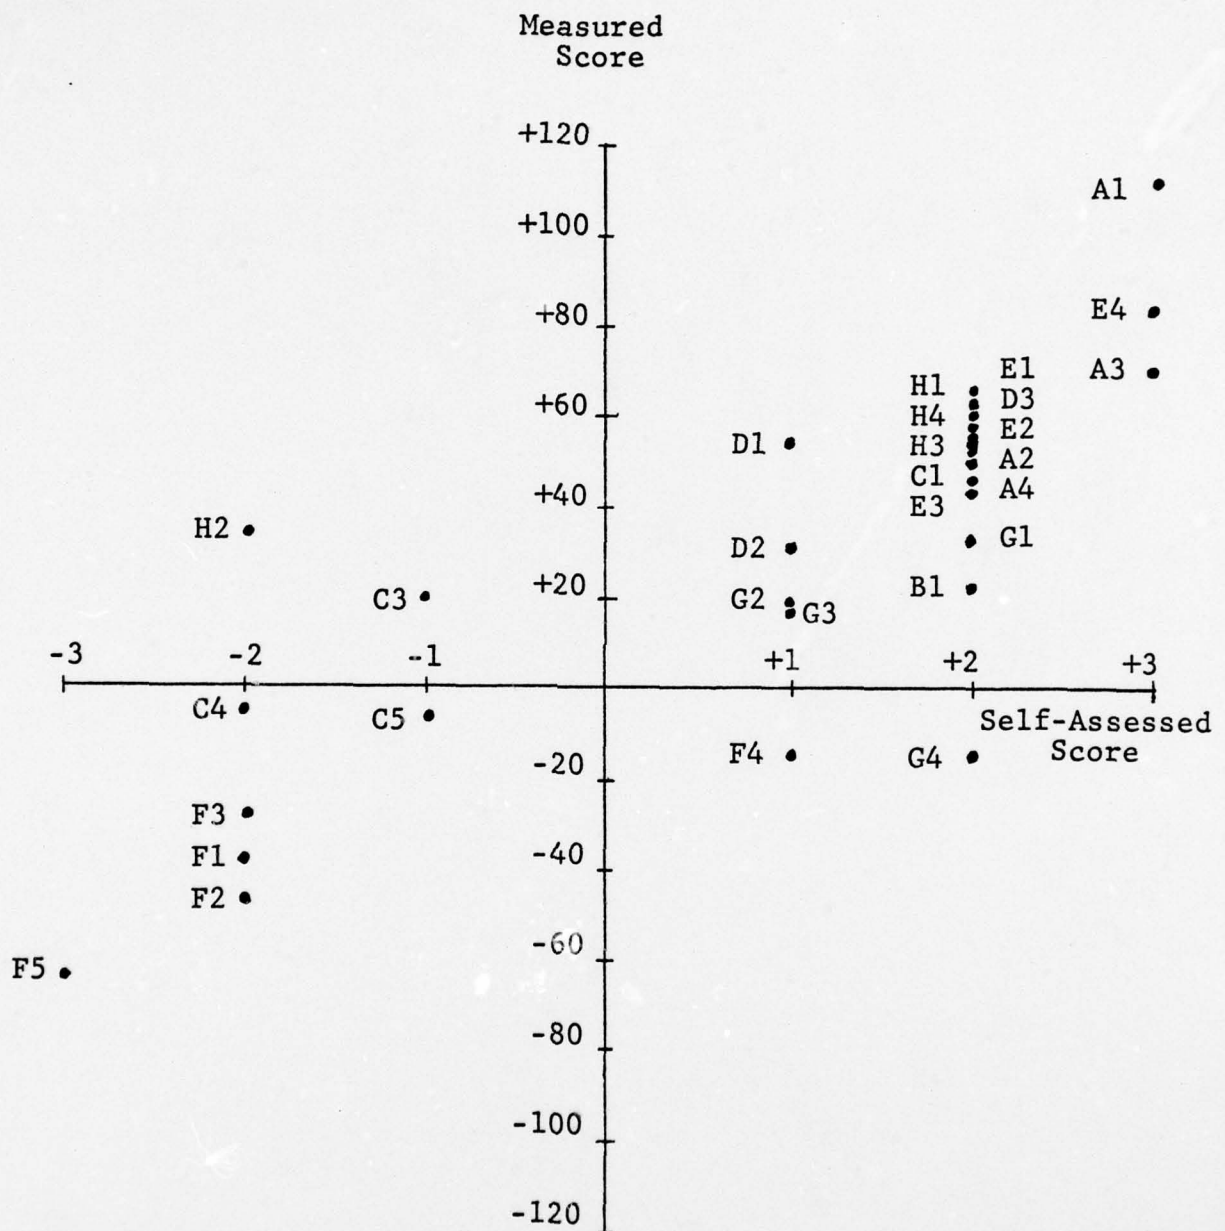 Measured
Score
+120
A1
+100
+80
E4
E1
A3
H1
D3
+60
H4
E2
D1
H3
A2
C1
A4
+40
E3
H2
G1
D2
B1
+20
C3
G2
G3
-3
-2
-1
+1
+2
+3
C4
C5
Self-Assessed
Score
F4
G4
-20
F3
-40
F1
F2
-60
F5
-80
-100
-120